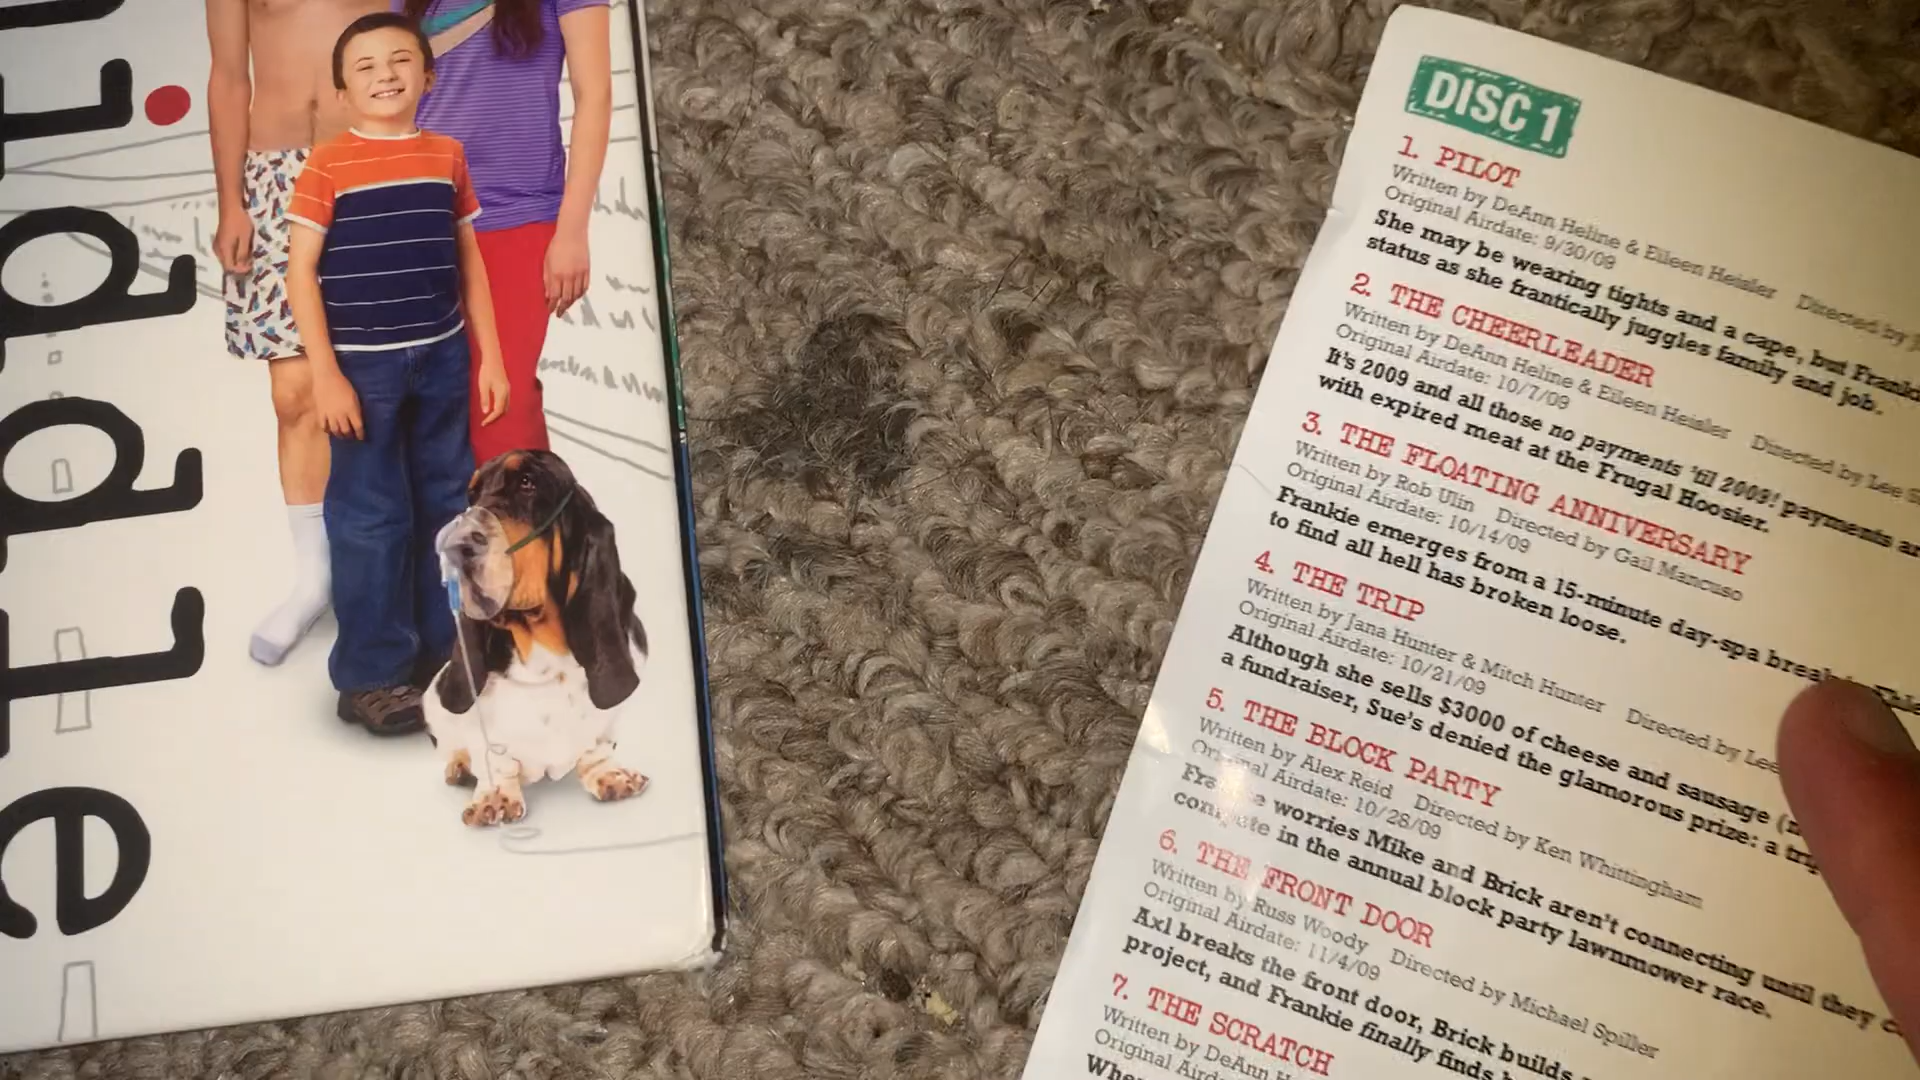 iddle
DISC 1
1. PILOT
Written by DeAnn Heline & Eileen Heisler Directed by
Original Airdate: 9/30/09
She may be wearing tights and a cape, but
status as she frantically juggles family and job.
2. THE CHEERLEADER
Written by DeAnn Heline & Eileen Heisler Directed by Lee
Original Airdate: 10/7/09
It's 2009 and all those no payments 'til 2009! payments
with expired meat at the Frugal Hoosier.
3. THE FLOATING ANNIVERSARY
Written by Rob Ulin Directed by Gail Mancuso
Original Airdate: 10/14/09
Frankie emerges from a 15-minute day-spa break
to find all hell has broken loose.
4. THE TRIP
Written by Jana Hunter & Mitch Hunter Directed by Lee
Original Airdate: 10/21/09
Although she sells $3000 of cheese and sausage
a fundraiser, Sue's denied the glamorous prize: a
5. THE BLOCK PARTY
Written by Alex Reid Directed by Ken Whittingham
Original Airdate: 10/28/09
worries Mike and Brick aren't connecting until they
in the annual block party lawnmower race.
6. THE FRONT DOOR
Written by Russ Woody Directed by Michael Spiller
Original Airdate: 11/4/09
Axl breaks the front door, Brick builds
project, and Frankie finally finds
7. THE SCRATCH
Written by DeAnn
Original